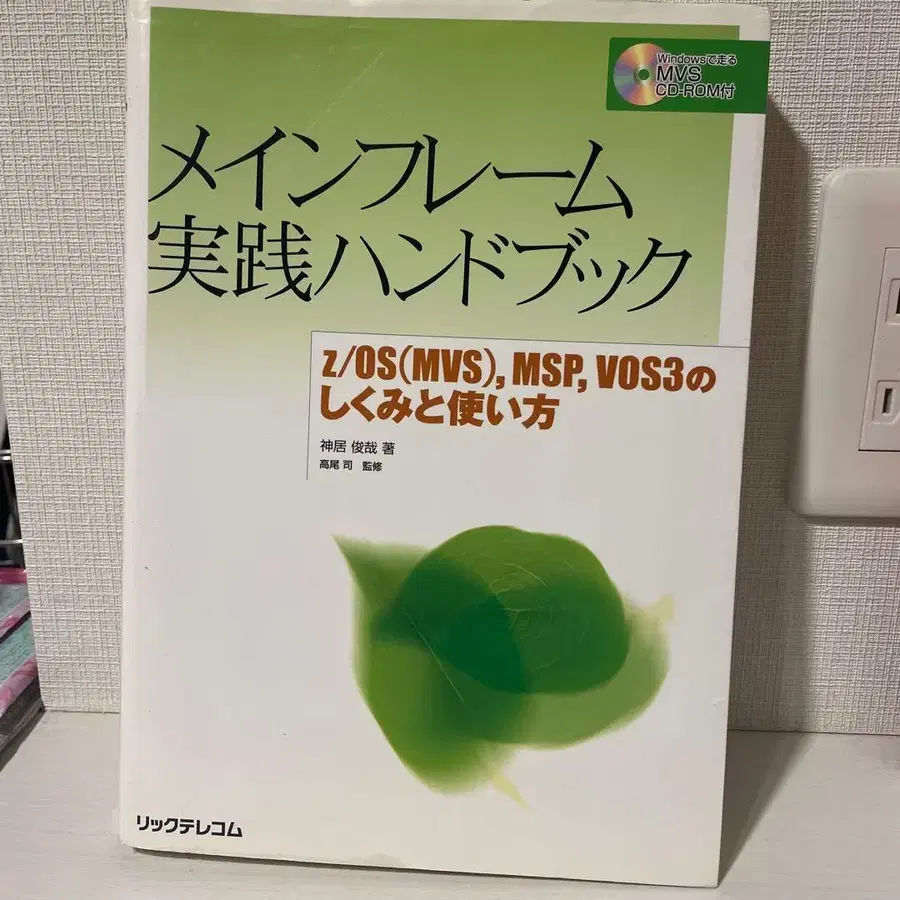 Windowsで走る
MVS
CD-ROM付
メインフレーム
実践ハンドブック
z/OS(MVS), MSP, VOS3の
しくみと使い方
神居 俊哉 著
高尾 司 監修
リックテレコム